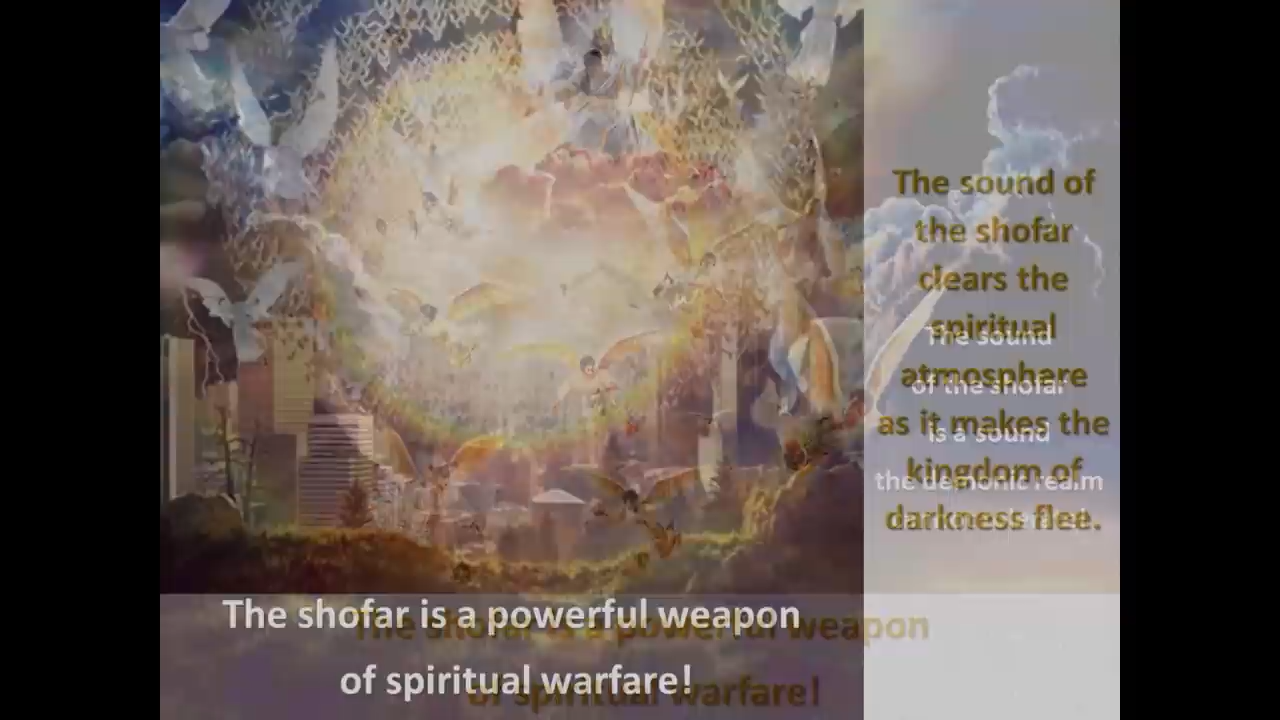 The sound of
the shofar
clears the
spiritual
atmosphere
as it makes the
kingdom of
darkness flee.
The sound
of the shofar
is a sound
the demonic realm
The shofar is a powerful weapon
of spiritual warfare!
The shofar is a powerful weapon
of spiritual warfare!